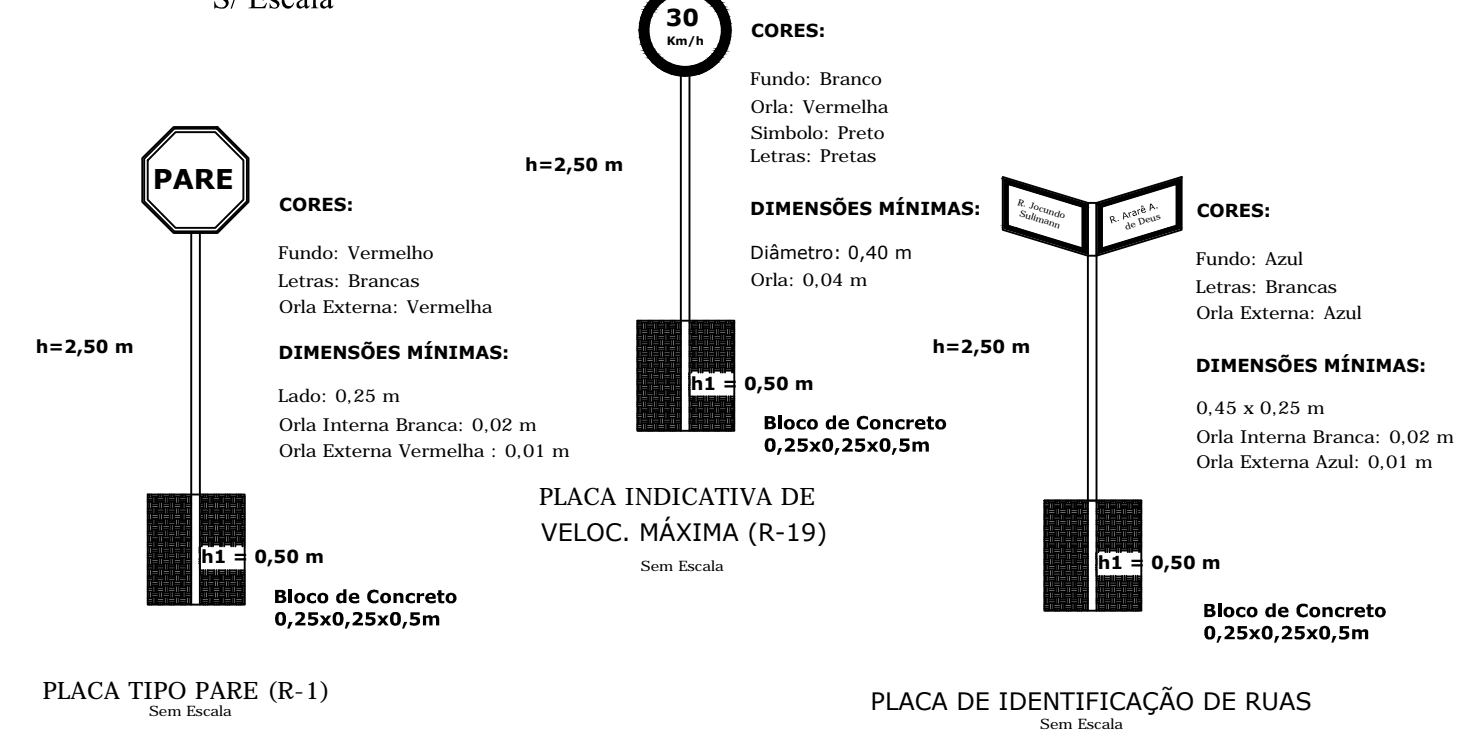 S/ Escala
PARE
CORES:
Fundo: Vermelho
Letras: Brancas
Orla Externa: Vermelha
h=2,50 m
DIMENSÕES MÍNIMAS:
Lado: 0,25 m
Orla Interna Branca: 0,02 m
Orla Externa Vermelha : 0,01 m
h1 = 0,50 m
Bloco de Concreto
0,25x0,25x0,5m
PLACA TIPO PARE (R-1)
Sem Escala
30
Km/h
CORES:
Fundo: Branco
Orla: Vermelha
Simbolo: Preto
Letras: Pretas
h=2,50 m
DIMENSÕES MÍNIMAS:
Diâmetro: 0,40 m
Orla: 0,04 m
h1 = 0,50 m
Bloco de Concreto
0,25x0,25x0,5m
PLACA INDICATIVA DE
VELOC. MÁXIMA (R-19)
Sem Escala
R. Jocundo
Sulimann
R. Ararê A.
de Deus
CORES:
Fundo: Azul
Letras: Brancas
Orla Externa: Azul
h=2,50 m
DIMENSÕES MÍNIMAS:
0,45 x 0,25 m
Orla Interna Branca: 0,02 m
Orla Externa Azul: 0,01 m
h1 = 0,50 m
Bloco de Concreto
0,25x0,25x0,5m
PLACA DE IDENTIFICAÇÃO DE RUAS
Sem Escala